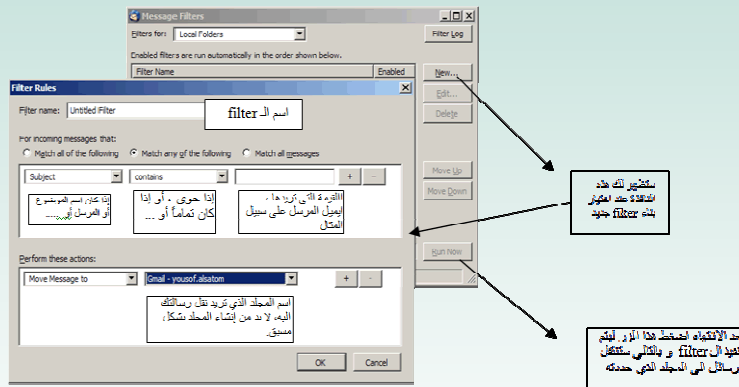 Message Filters
Filters for: Local Folders
Filter Log
Enabled filters are run automatically in the order shown below.
Filter Name Enabled
New...
Edit...
Delete
Move Up
Move Down
Run Now
Filter Rules
Filter name: Untitled Filter
اسم الـ filter
For incoming messages that:
Match all of the following Match any of the following Match all messages
Subject contains + -
إذا كان اسم الموضوع
أو المرسل أو ....
إذا حوى ، أو إذا
كان تماماً أو ...
القيمة التي تريدها ،
ايميل المرسل على سبيل
المثال
Perform these actions:
Move Message to Gmail - yousof.alsatom + -
اسم المجلد الذي تريد نقل رسالتك
اليه، لا بد من إنشاء المجلد بشكل
مسبق.
OK Cancel
ستظهر لك هذه
النافذة عند اختيار
بناء filter جديد
الانتهاء اضغط هذا الزر ليتم
الـ filter و بالتالي ستنتقل
الى المجلد الذي حددته